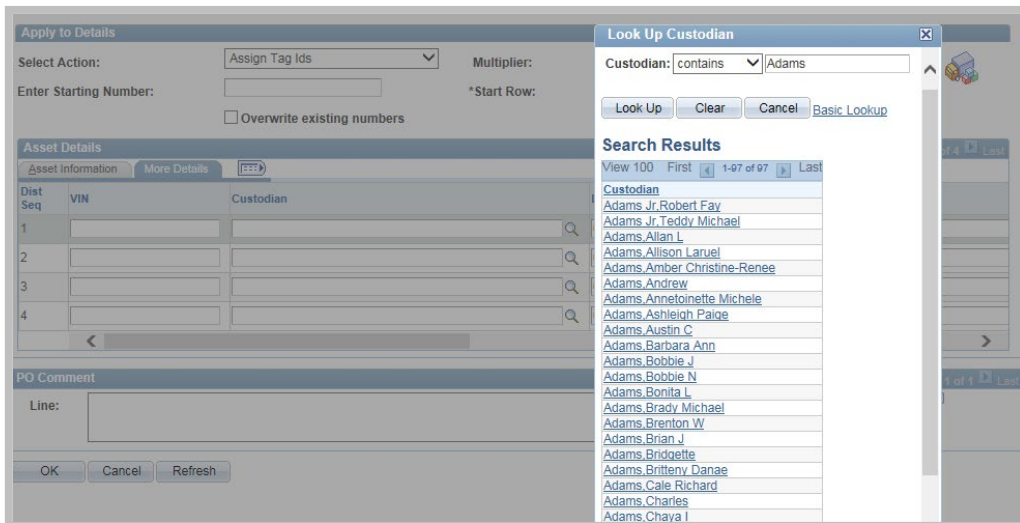 Apply to Details
Select Action: Assign Tag Ids Multiplier:
Enter Starting Number: *Start Row:
Overwrite existing numbers
Asset Details of 4 Last
Asset Information More Details
Dist Seq VIN Custodian
1
2
3
4
PO Comment 1 of 1 Last
Line:
OK Cancel Refresh
Look Up Custodian
Custodian: contains Adams
Look Up Clear Cancel Basic Lookup
Search Results
View 100 First 1-97 of 97 Last
Custodian
Adams Jr,Robert Fay
Adams Jr,Teddy Michael
Adams,Allan L
Adams,Allison Laruel
Adams,Amber Christine-Renee
Adams,Andrew
Adams,Annetoinette Michele
Adams,Ashleigh Paige
Adams,Austin C
Adams,Barbara Ann
Adams,Bobbie J
Adams,Bobbie N
Adams,Bonita L
Adams,Brady Michael
Adams,Brenton W
Adams,Brian J
Adams,Bridgette
Adams,Britteny Danae
Adams,Cale Richard
Adams,Charles
Adams,Chaya I